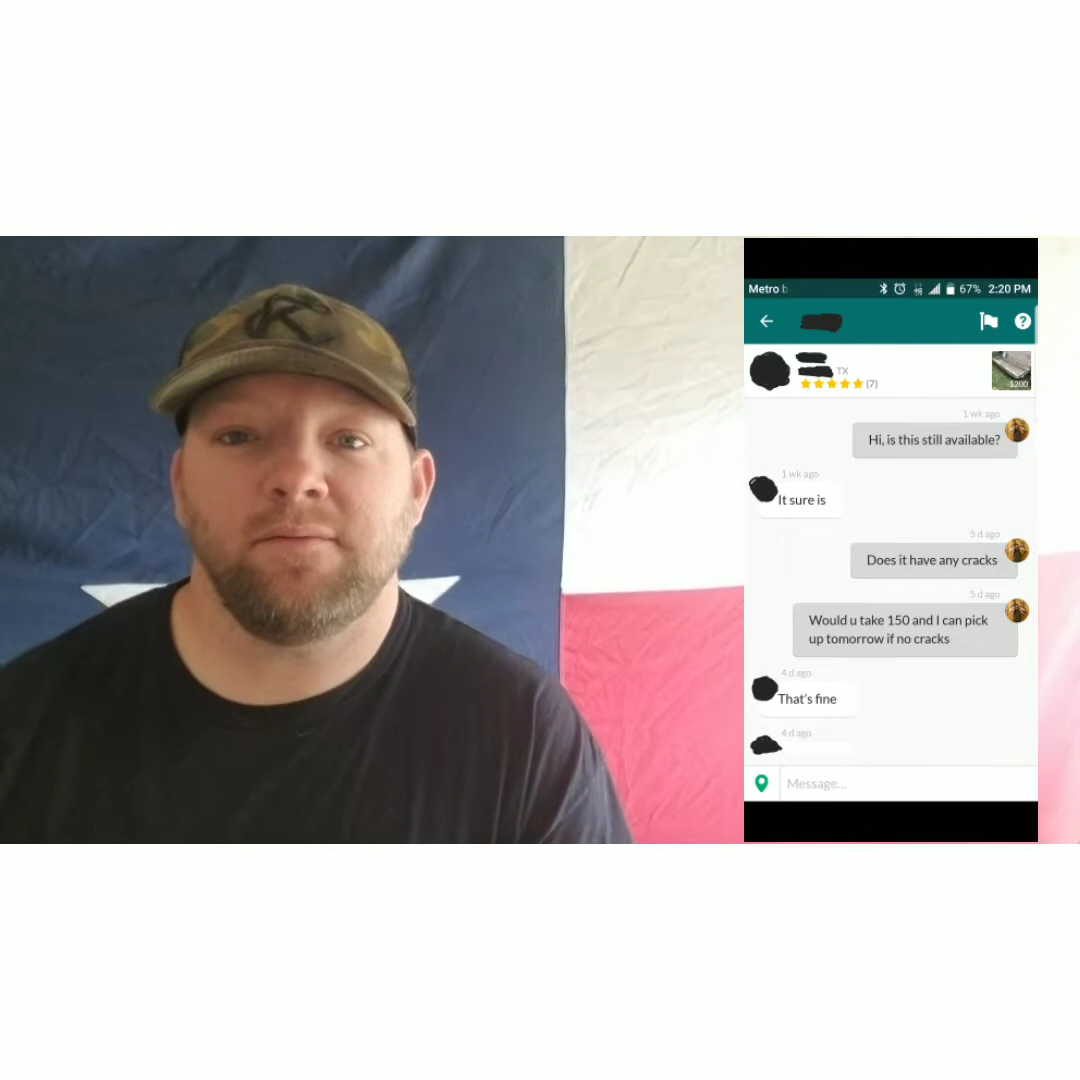 R
Metro b
67% 2:20 PM
TX
(7)
$200
1 wk ago
Hi, is this still available?
1 wk ago
It sure is
5 d ago
Does it have any cracks
5 d ago
Would u take 150 and I can pick
up tomorrow if no cracks
4 d ago
That's fine
4 d ago
Message...